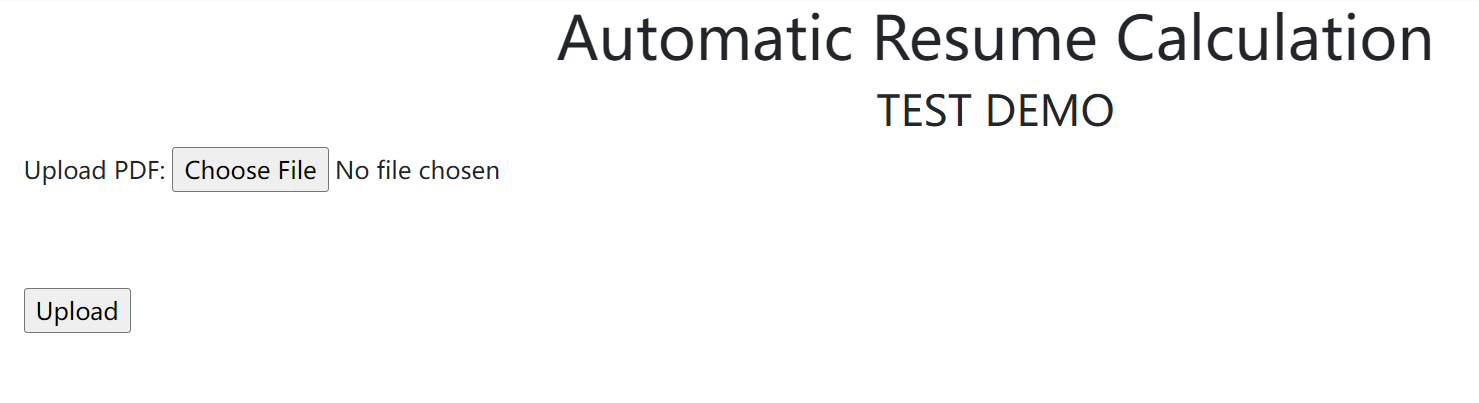 Automatic Resume Calculation
TEST DEMO
Upload PDF: Choose File No file chosen
Upload